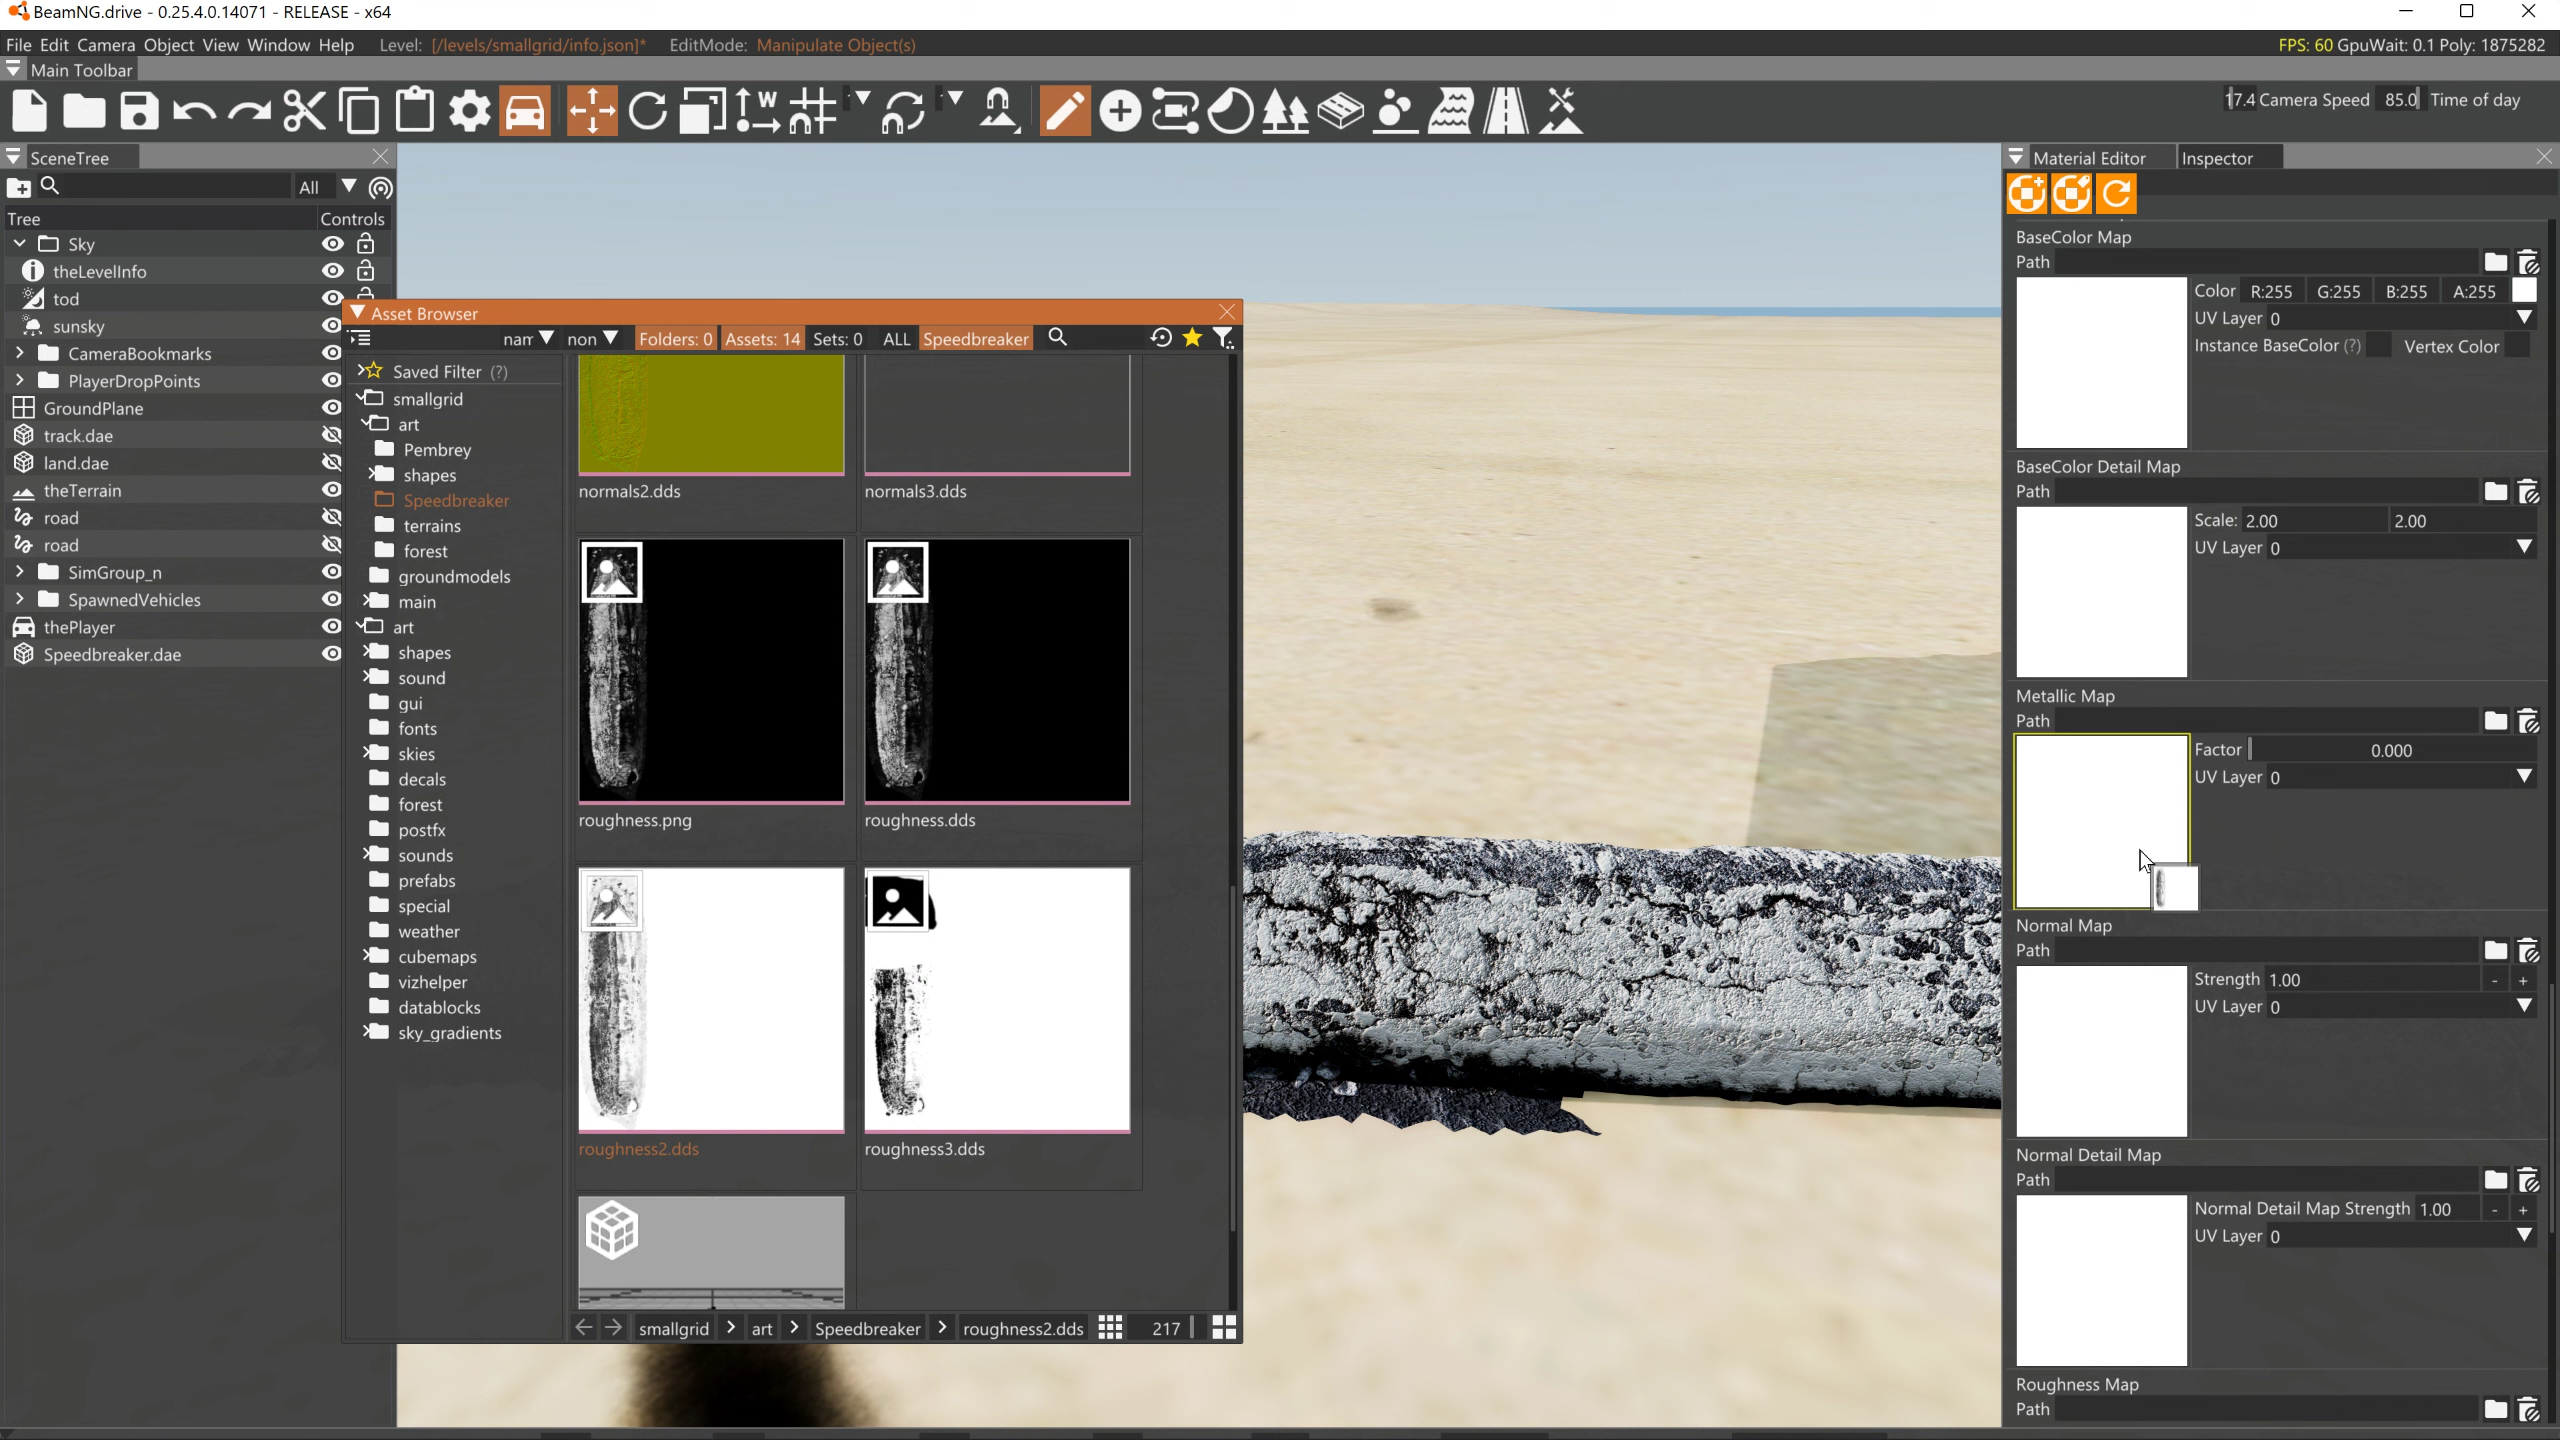 BeamNG.drive - 0.25.4.0.14071 - RELEASE - x64
File Edit Camera Object View Window Help Level: [/levels/smallgrid/info.json]* EditMode: Manipulate Object(s) FPS: 60 GpuWait: 0.1 Poly: 1875282
Main Toolbar
W
17.4 Camera Speed 85.0 Time of day
SceneTree
All
Tree Controls
Sky
theLevelInfo
tod
sunsky
CameraBookmarks
PlayerDropPoints
GroundPlane
track.dae
land.dae
theTerrain
road
road
SimGroup_n
SpawnedVehicles
thePlayer
Speedbreaker.dae
Asset Browser
nam non Folders: 0 Assets: 14 Sets: 0 ALL Speedbreaker
Saved Filter (?)
smallgrid
art
Pembrey
shapes
Speedbreaker
terrains
forest
groundmodels
main
art
shapes
sound
gui
fonts
skies
decals
forest
postfx
sounds
prefabs
special
weather
cubemaps
vizhelper
datablocks
sky_gradients
normals2.dds normals3.dds
roughness.png roughness.dds
roughness2.dds roughness3.dds
smallgrid art Speedbreaker roughness2.dds 217
Material Editor Inspector
BaseColor Map
Path
Color R:255 G:255 B:255 A:255
UV Layer 0
Instance BaseColor (?) Vertex Color
BaseColor Detail Map
Path
Scale: 2.00 2.00
UV Layer 0
Metallic Map
Path
Factor 0.000
UV Layer 0
Normal Map
Path
Strength 1.00 - +
UV Layer 0
Normal Detail Map
Path
Normal Detail Map Strength 1.00 - +
UV Layer 0
Roughness Map
Path